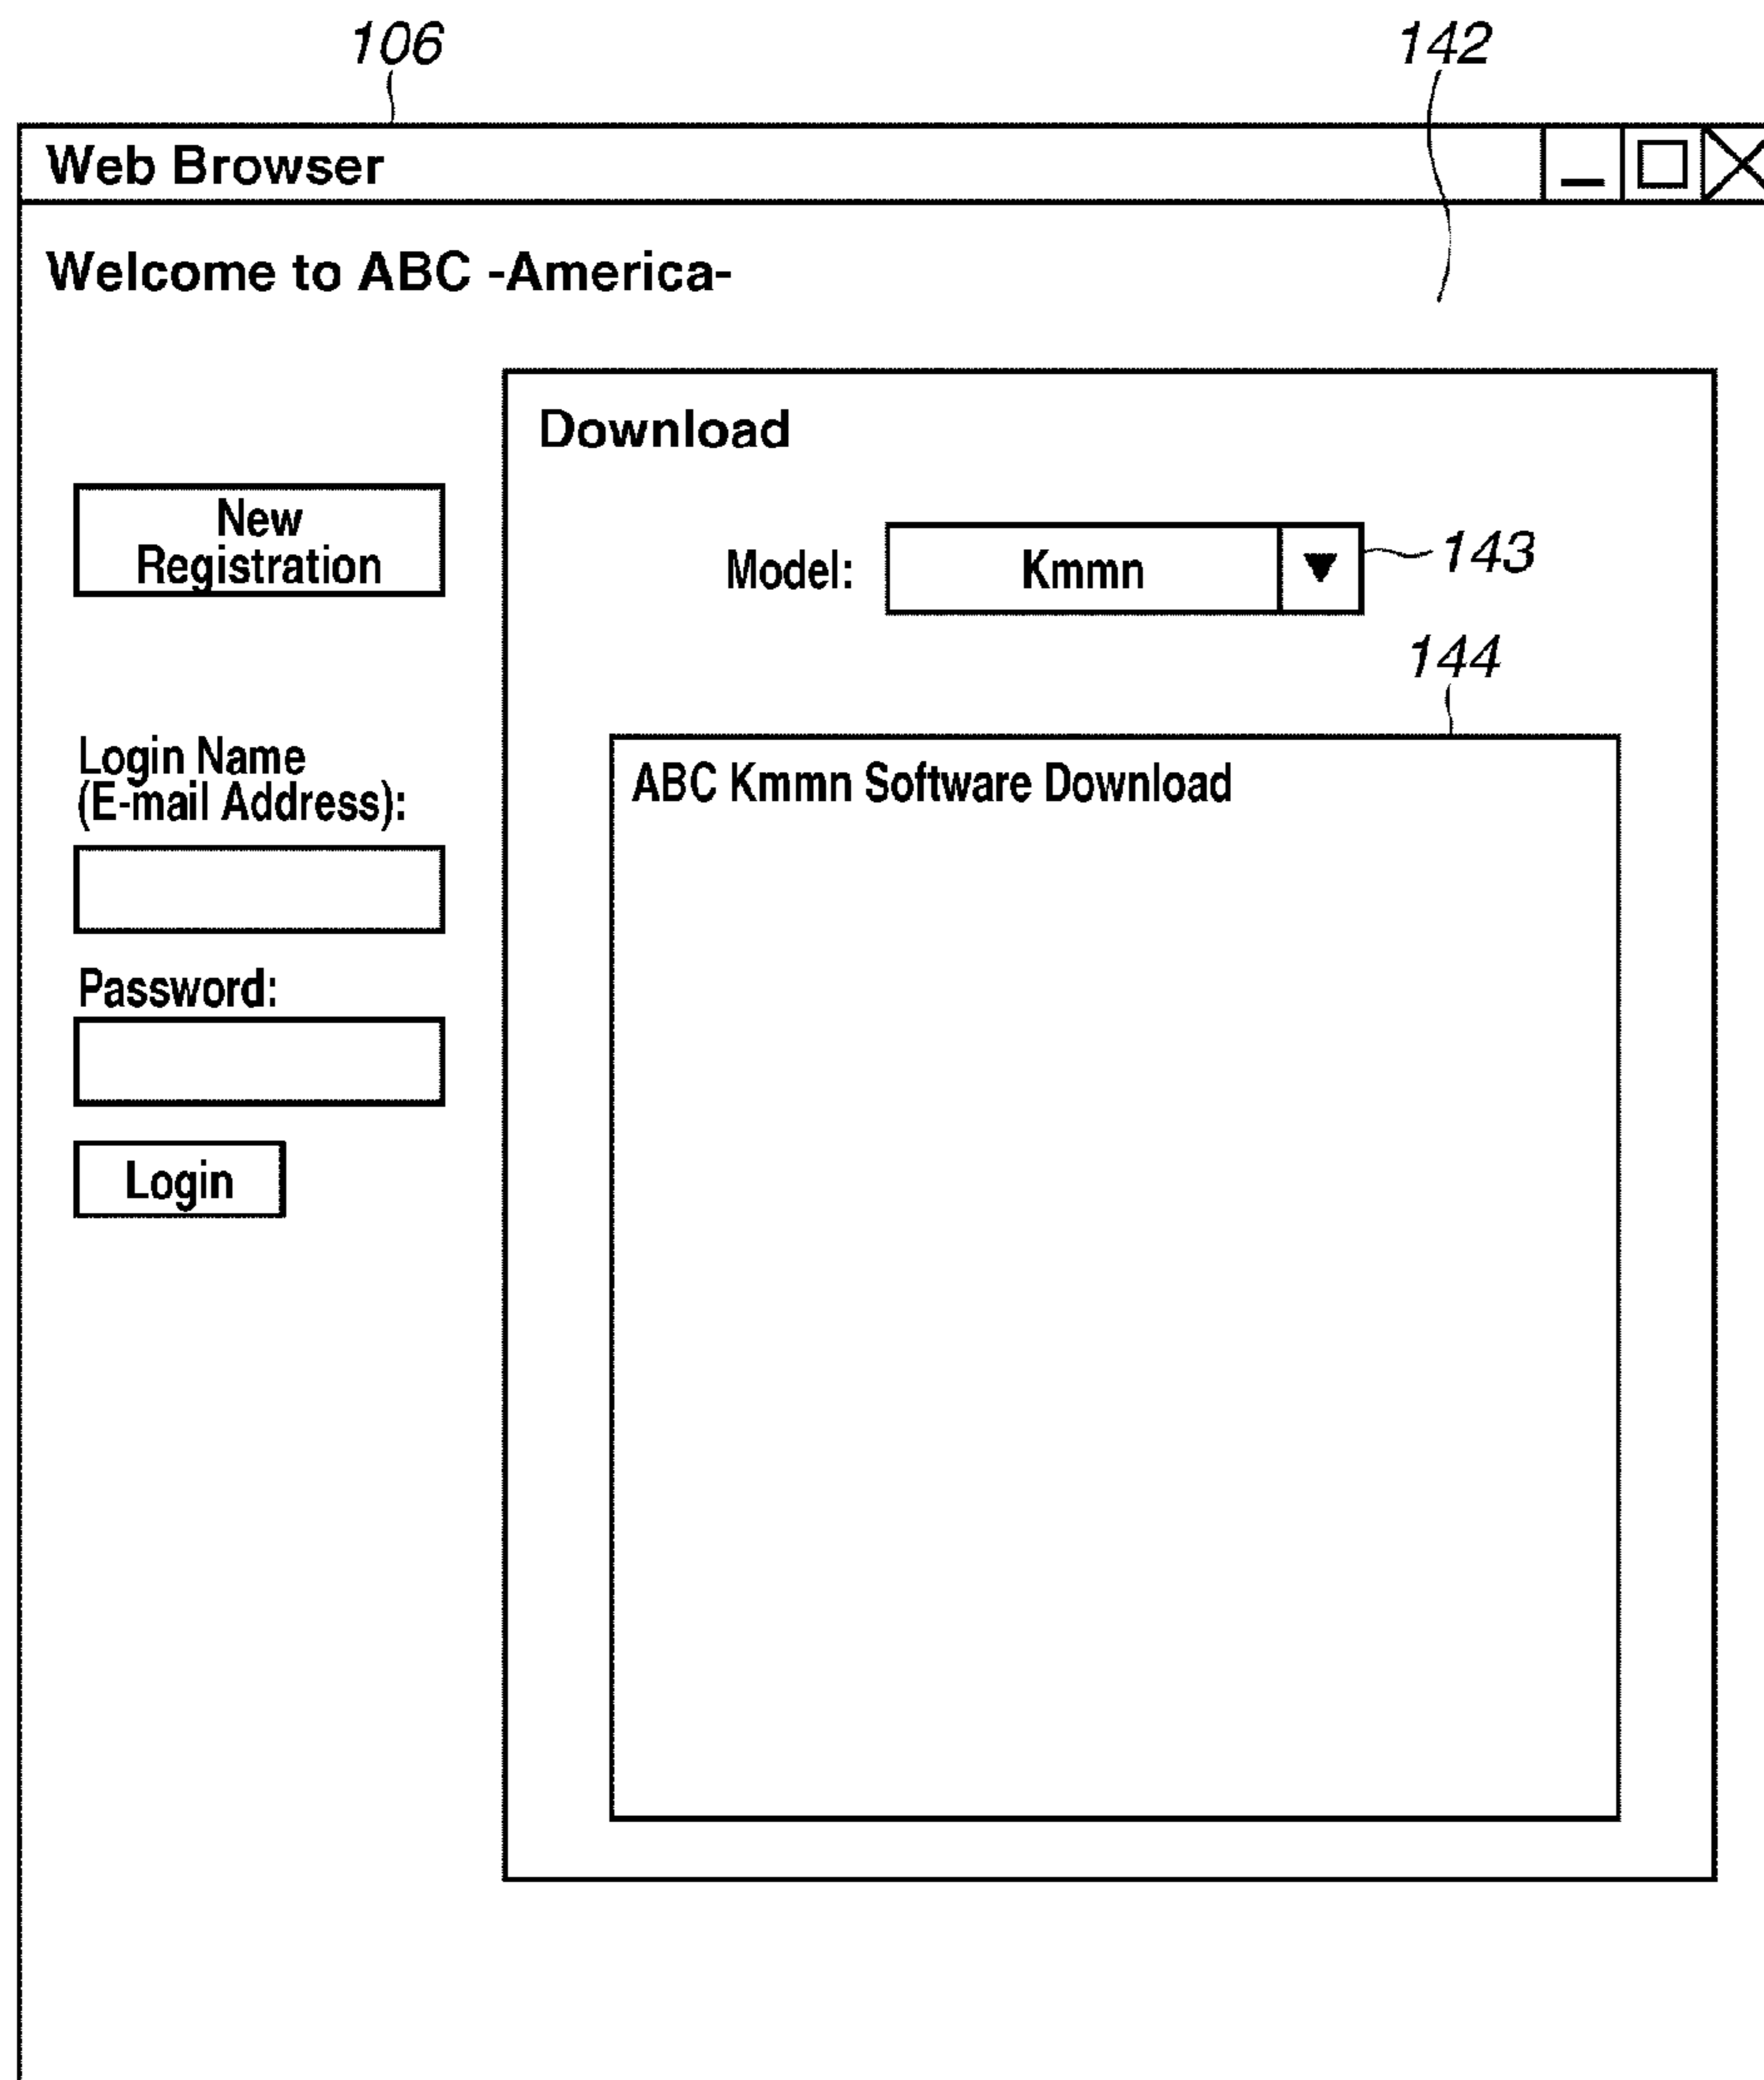 106
142
Web Browser
Welcome to ABC -America-
New
Registration
Login Name
(E-mail Address):
Password:
Login
Download
Model:
Kmmn
143
144
ABC Kmmn Software Download